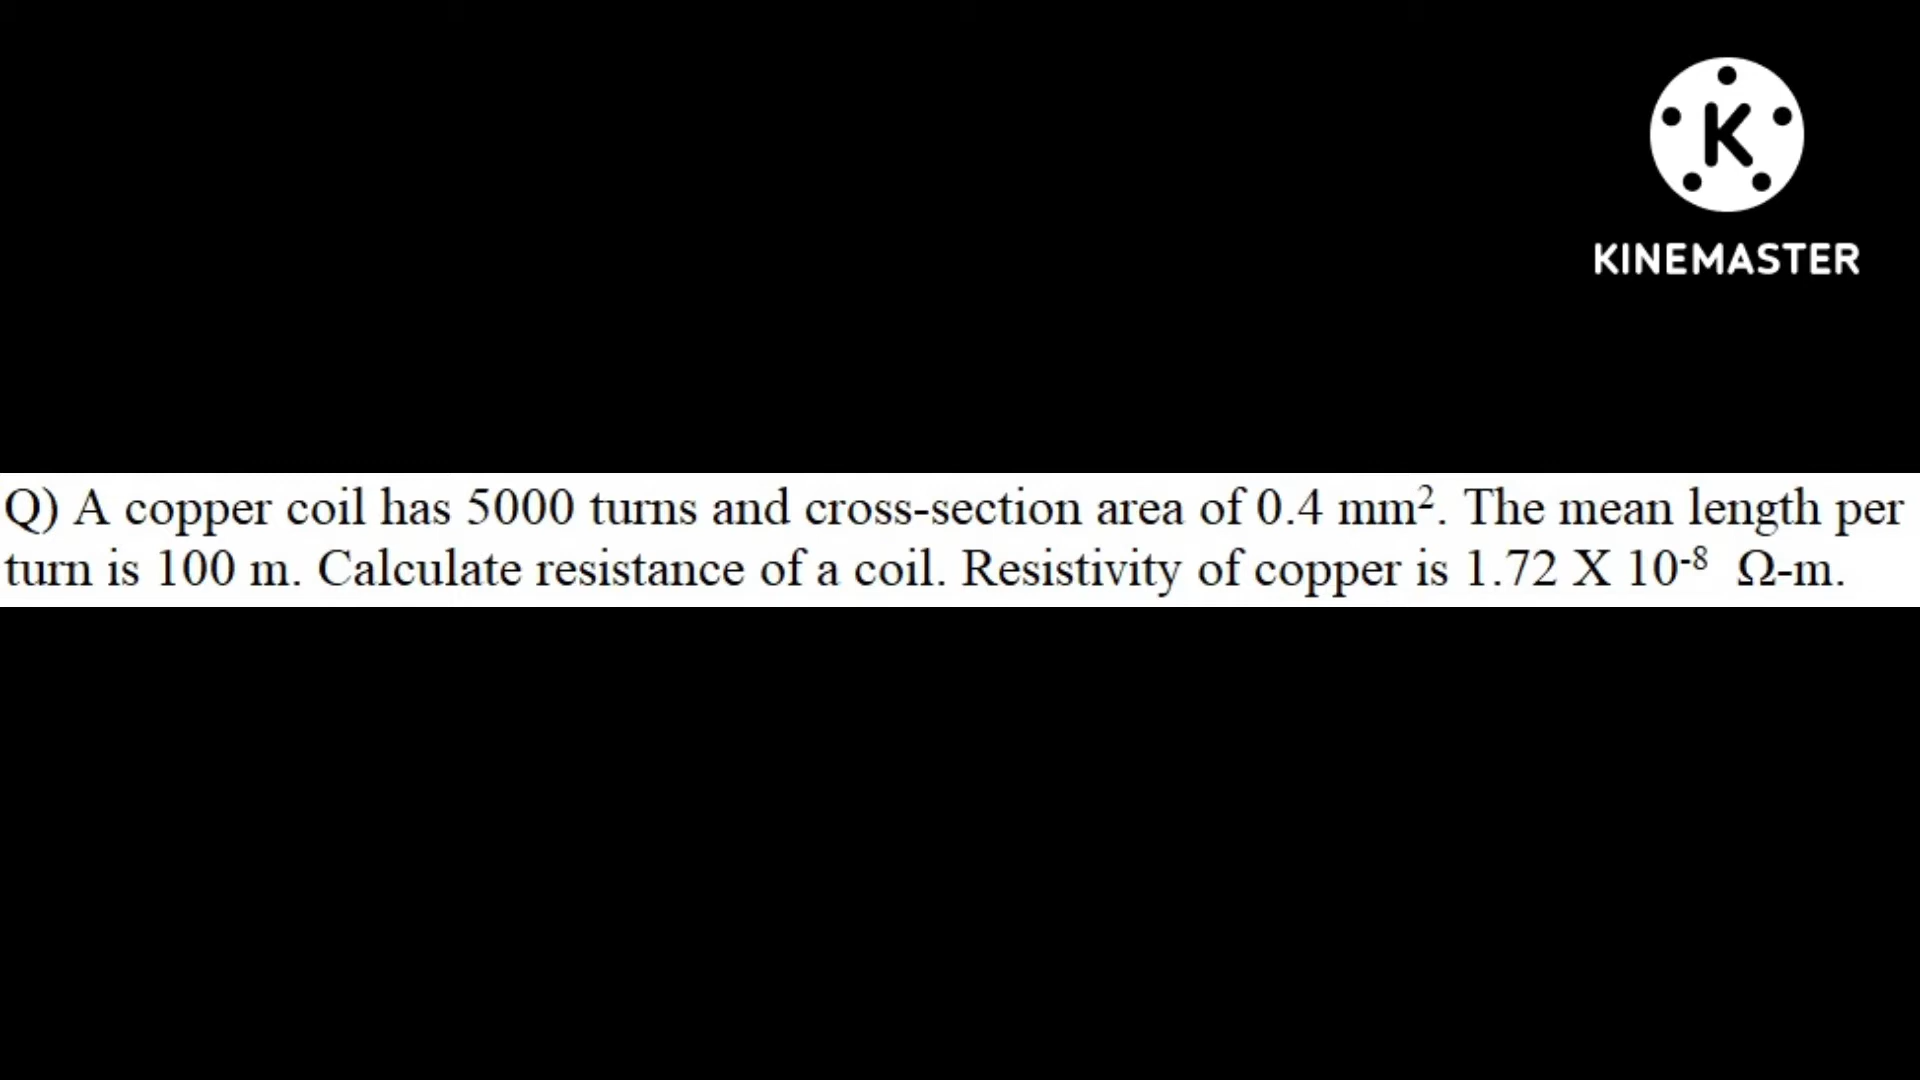 KINEMASTER
Q) A copper coil has 5000 turns and cross-section area of 0.4 mm². The mean length per
turn is 100 m. Calculate resistance of a coil. Resistivity of copper is 1.72 X 10⁻⁸ Ω-m.